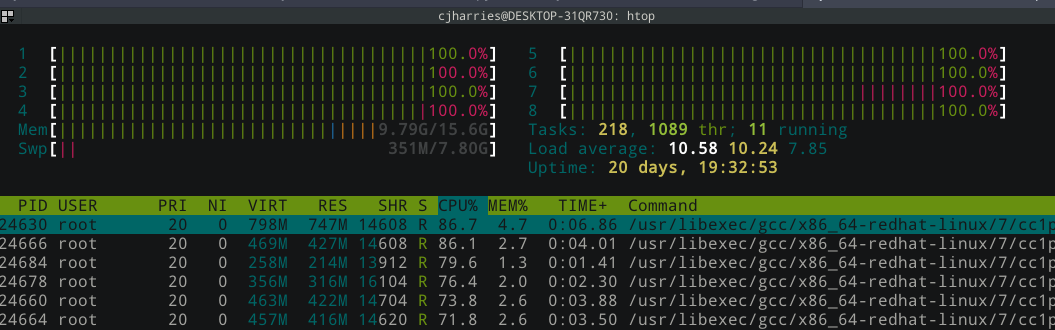 cjharries@DESKTOP-31QR730: htop
1 [100.0%] 5 [100.0%]
2 [100.0%] 6 [100.0%]
3 [100.0%] 7 [100.0%]
4 [100.0%] 8 [100.0%]
Mem[9.79G/15.6G] Tasks: 218, 1089 thr; 11 running
Swp[351M/7.80G] Load average: 10.58 10.24 7.85
Uptime: 20 days, 19:32:53
PID USER PRI NI VIRT RES SHR S CPU% MEM% TIME+ Command
24630 root 20 0 798M 747M 14608 R 86.7 4.7 0:06.86 /usr/libexec/gcc/x86_64-redhat-linux/7/cc1p
24666 root 20 0 469M 427M 14608 R 86.1 2.7 0:04.01 /usr/libexec/gcc/x86_64-redhat-linux/7/cc1p
24684 root 20 0 258M 214M 13912 R 79.6 1.3 0:01.41 /usr/libexec/gcc/x86_64-redhat-linux/7/cc1p
24678 root 20 0 356M 316M 16104 R 76.4 2.0 0:02.30 /usr/libexec/gcc/x86_64-redhat-linux/7/cc1p
24660 root 20 0 463M 422M 14704 R 73.8 2.6 0:03.88 /usr/libexec/gcc/x86_64-redhat-linux/7/cc1p
24664 root 20 0 457M 416M 14620 R 71.8 2.6 0:03.50 /usr/libexec/gcc/x86_64-redhat-linux/7/cc1p